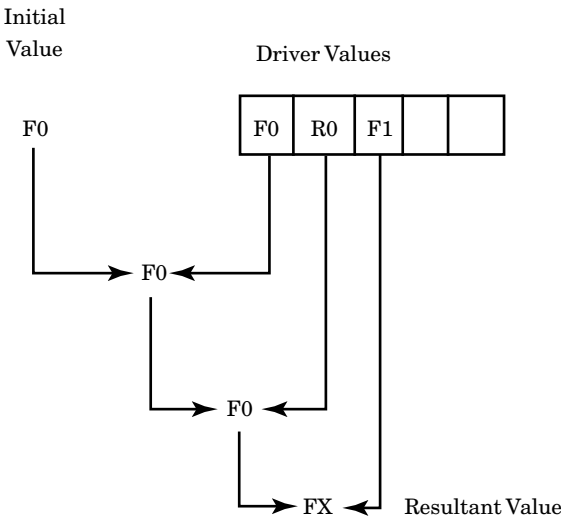 Initial
Value
Driver Values
F0
F0 R0 F1
F0
F0
FX
Resultant Value